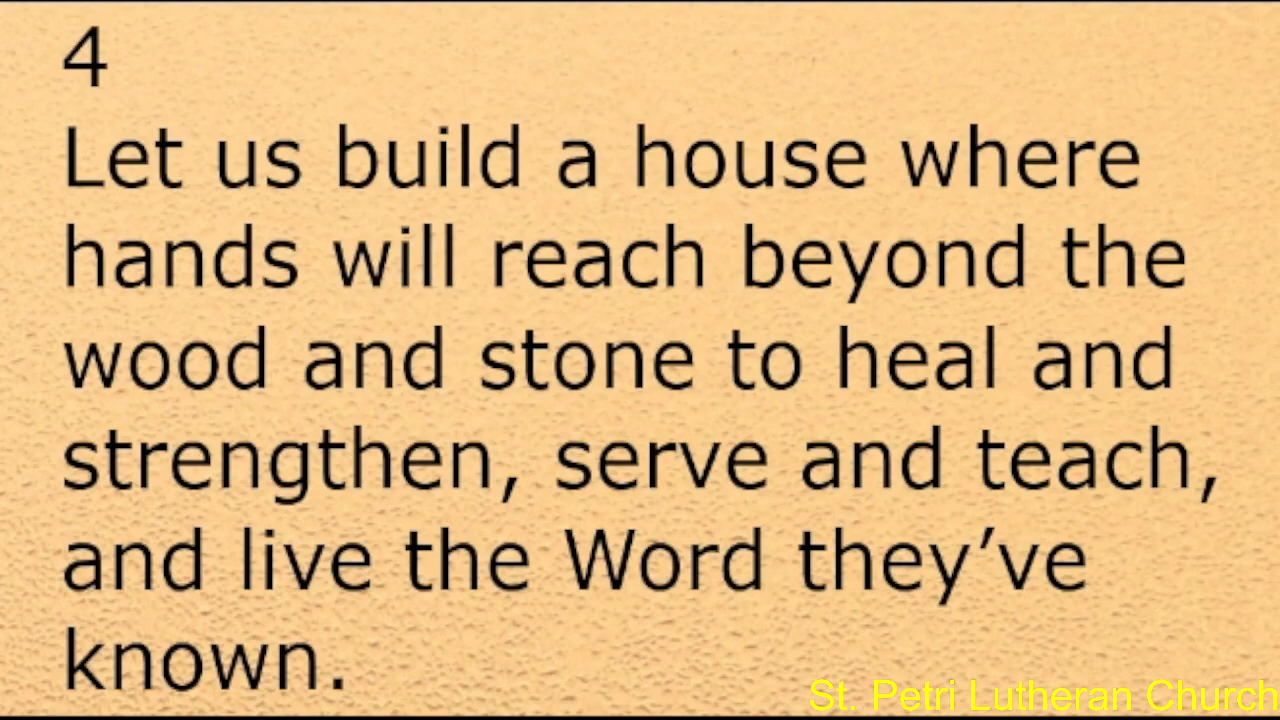 4
Let us build a house where
hands will reach beyond the
wood and stone to heal and
strengthen, serve and teach,
and live the Word they’ve
known.
St. Petri Lutheran Church